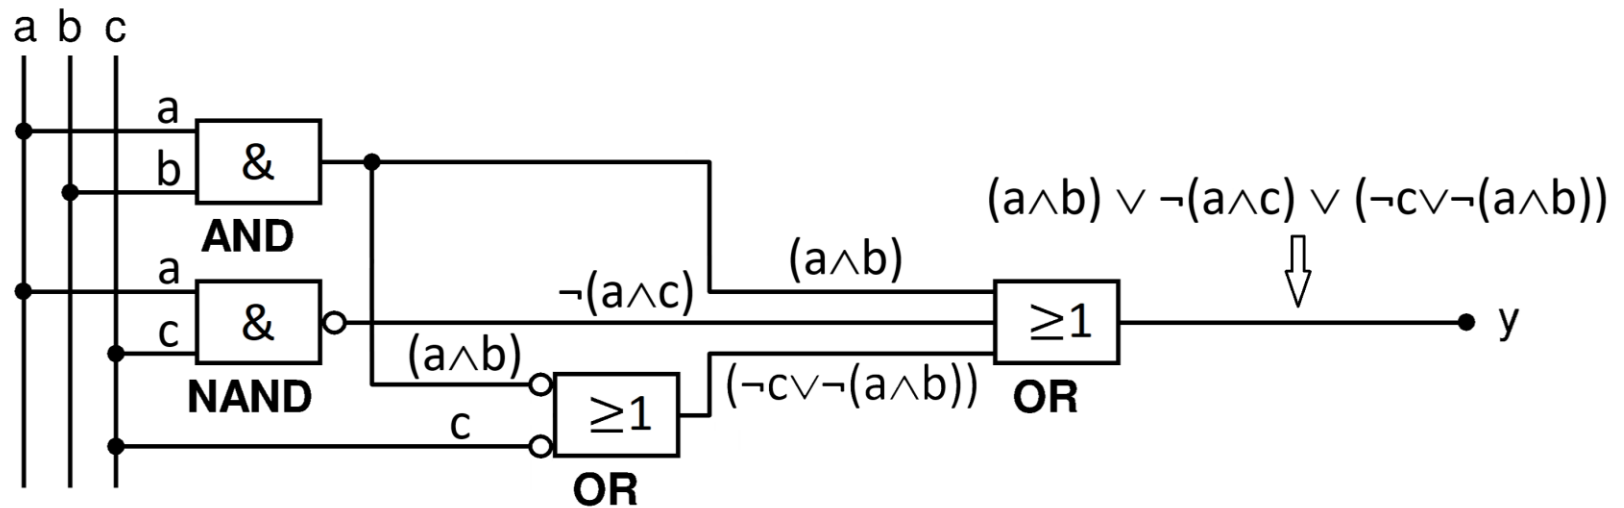 a b c
a
b
&
AND
(a∧b) ∨ ¬(a∧c) ∨ (¬c∨¬(a∧b))
(a∧b)
a
c
&
NAND
¬(a∧c)
≥1
OR
y
(a∧b)
c
≥1
OR
(¬c∨¬(a∧b))